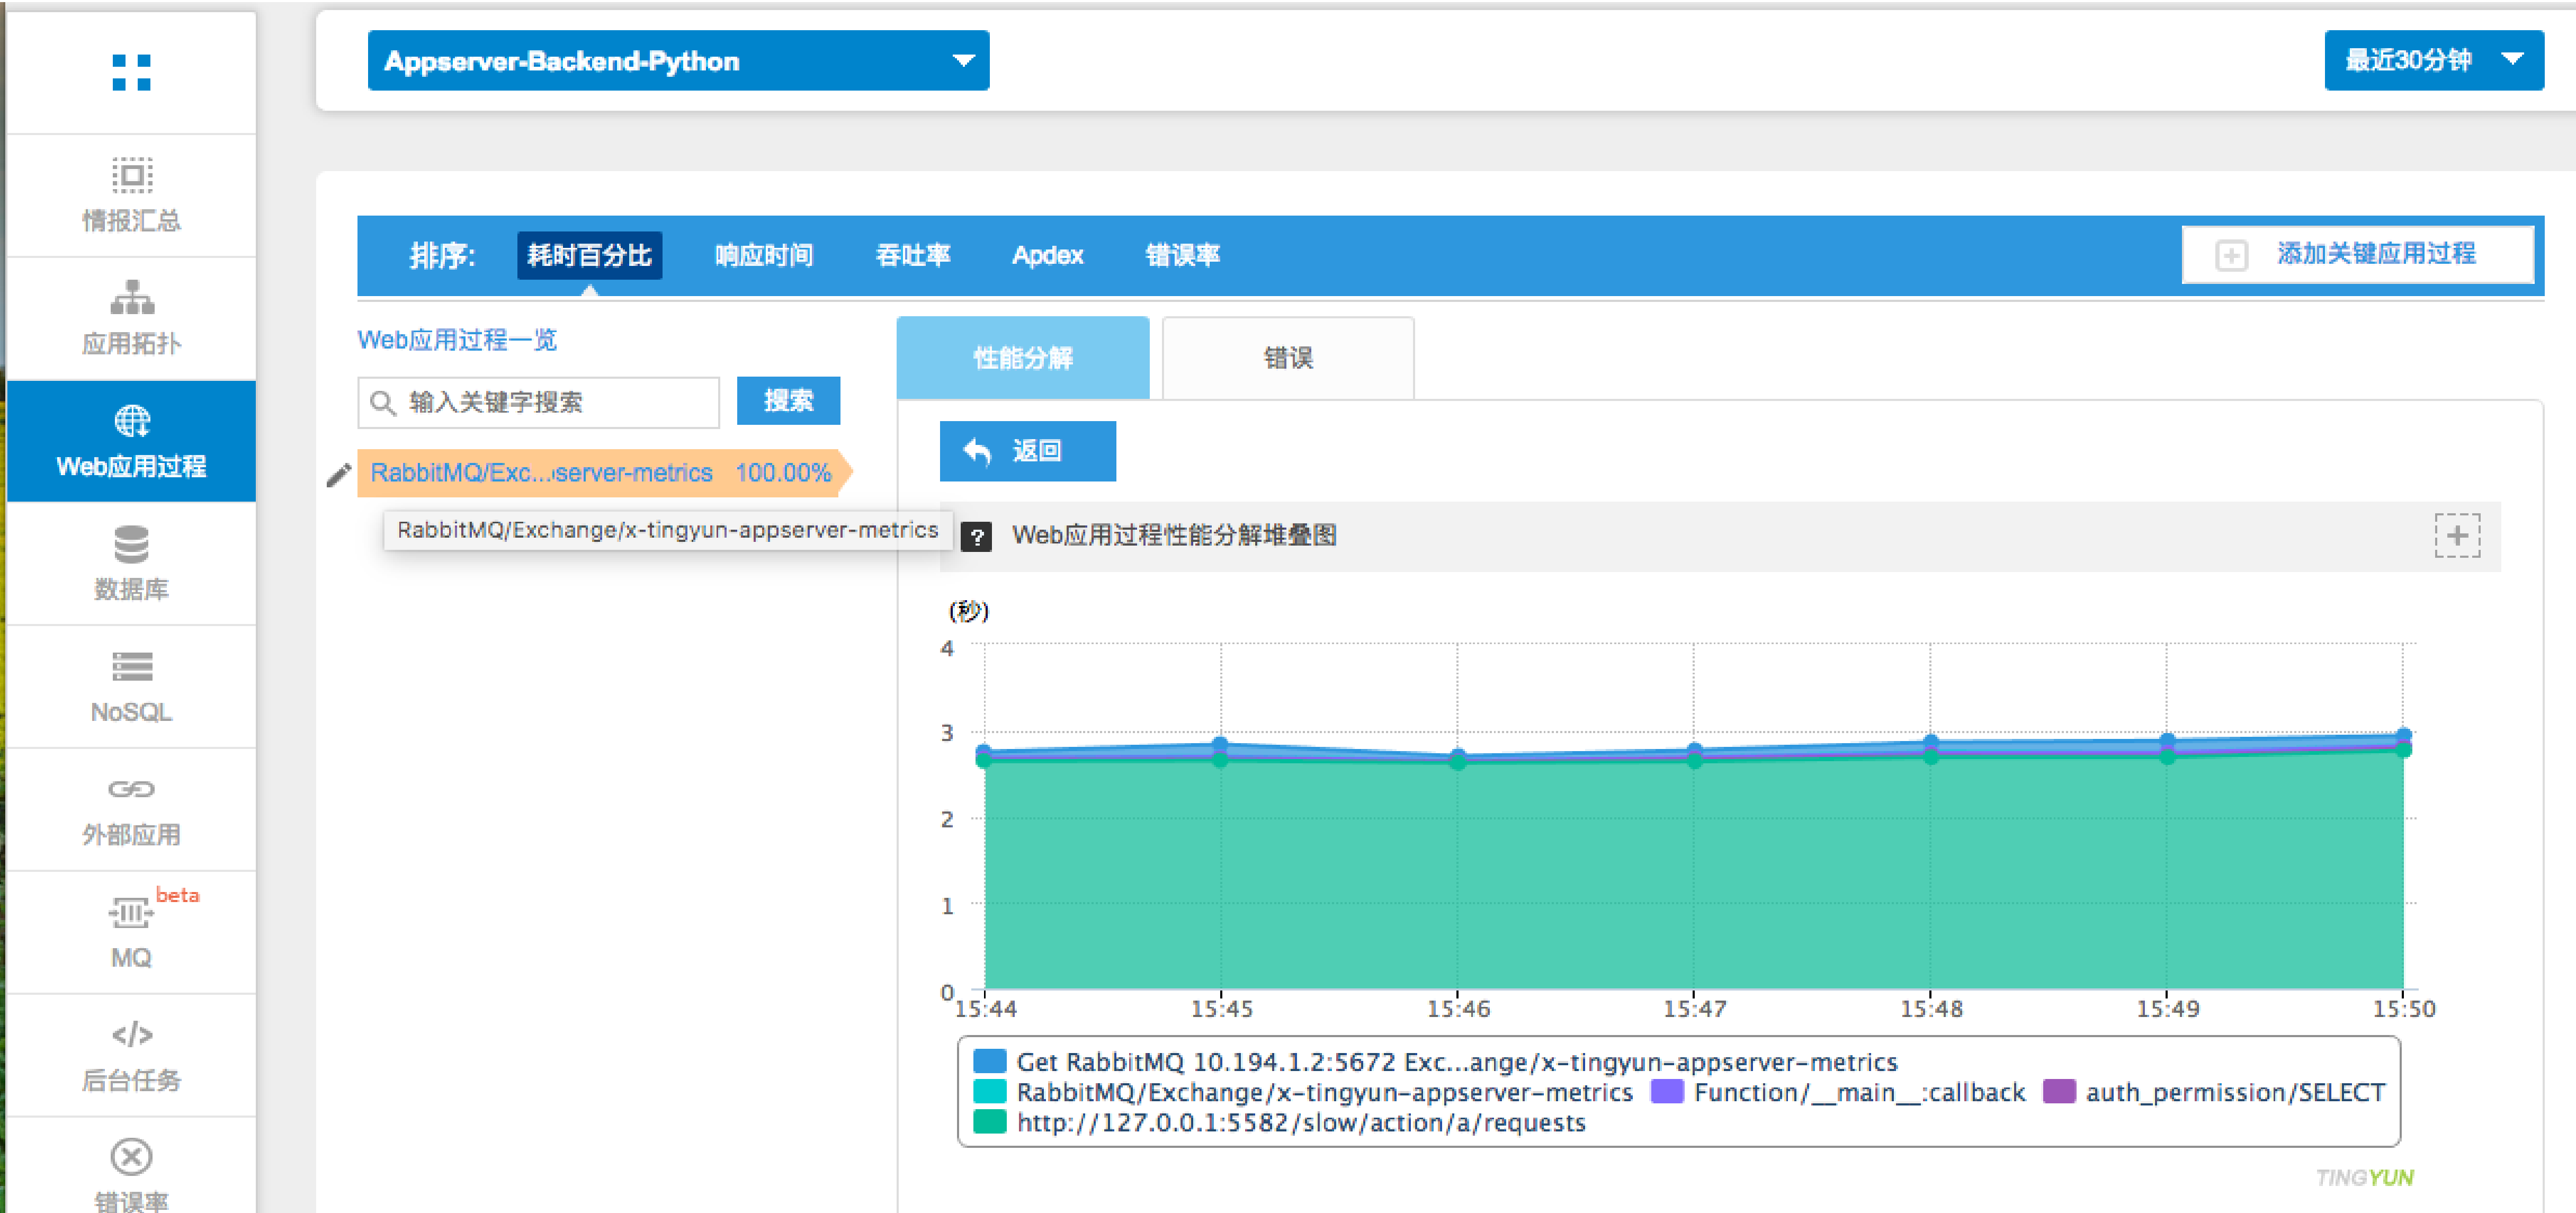 Appserver-Backend-Python
最近30分钟
情报汇总
应用拓扑
Web应用过程
数据库
NoSQL
外部应用
beta
MQ
后台任务
错误率
排序: 耗时百分比 响应时间 吞吐率 Apdex 错误率
添加关键应用过程
Web应用过程一览
输入关键字搜索 搜索
RabbitMQ/Exc...server-metrics 100.00%
RabbitMQ/Exchange/x-tingyun-appserver-metrics
性能分解 错误
返回
? Web应用过程性能分解堆叠图
(秒)
4
3
2
1
0
15:44 15:45 15:46 15:47 15:48 15:49 15:50
Get RabbitMQ 10.194.1.2:5672 Exc...ange/x-tingyun-appserver-metrics
RabbitMQ/Exchange/x-tingyun-appserver-metrics Function/__main__:callback auth_permission/SELECT
http://127.0.0.1:5582/slow/action/a/requests
TINGYUN